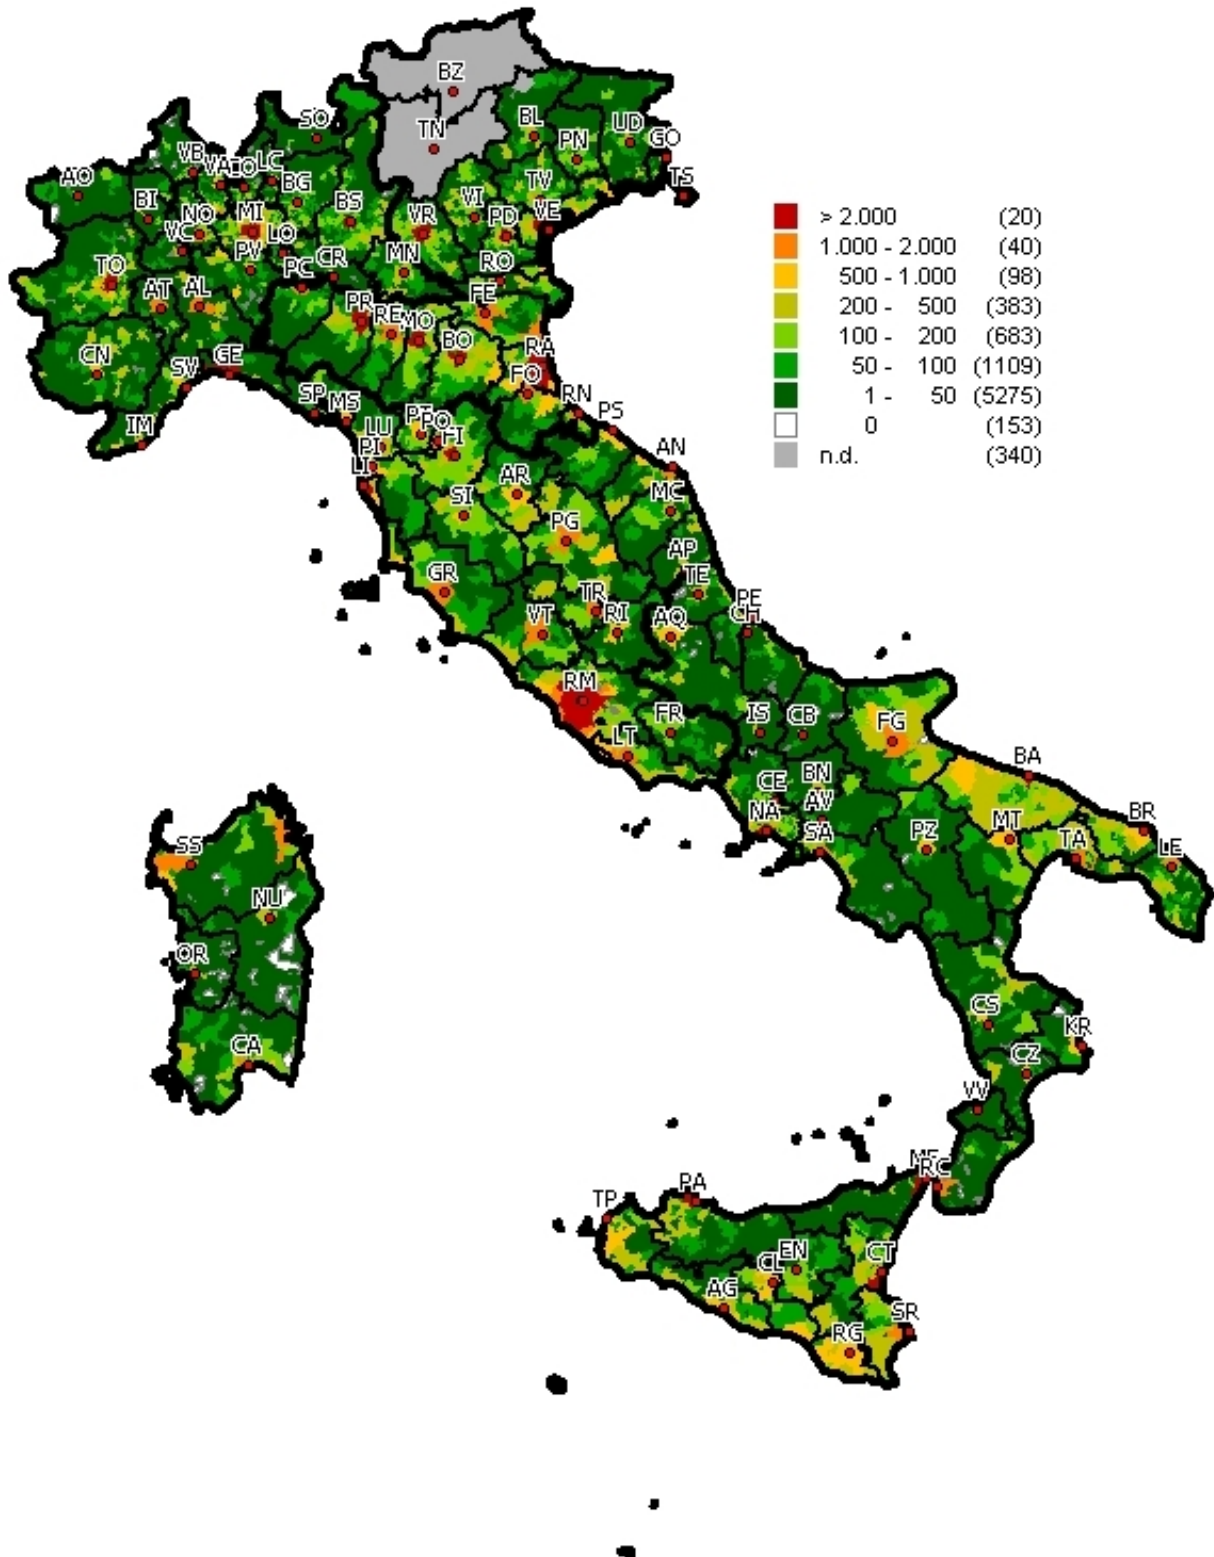 BZ
SO
TN
BL
UD
PN
GO
VB
VA
CO
LC
AO
BG
TV
TS
BI
NO
MI
BS
VI
VE
VC
LO
VR
PD
PV
CR
MN
RO
TO
PC
AT
AL
FE
PR
RE
MO
BO
RA
CN
GE
SV
FO
SP
MS
RN
PS
IM
LU
PT
PO
FI
PI
LI
AN
AR
SI
MC
PG
AP
GR
TE
TR
RI
AQ
PE
CH
VT
RM
FR
IS
CB
FG
LT
BA
CE
BN
NA
AV
SA
PZ
MT
BR
TA
LE
SS
NU
OR
CA
CS
KR
CZ
VV
ME
RC
TP
PA
EN
CT
CL
AG
SR
RG
> 2.000 (20)
1.000 - 2.000 (40)
500 - 1.000 (98)
200 - 500 (383)
100 - 200 (683)
50 - 100 (1109)
1 - 50 (5275)
0 (153)
n.d. (340)